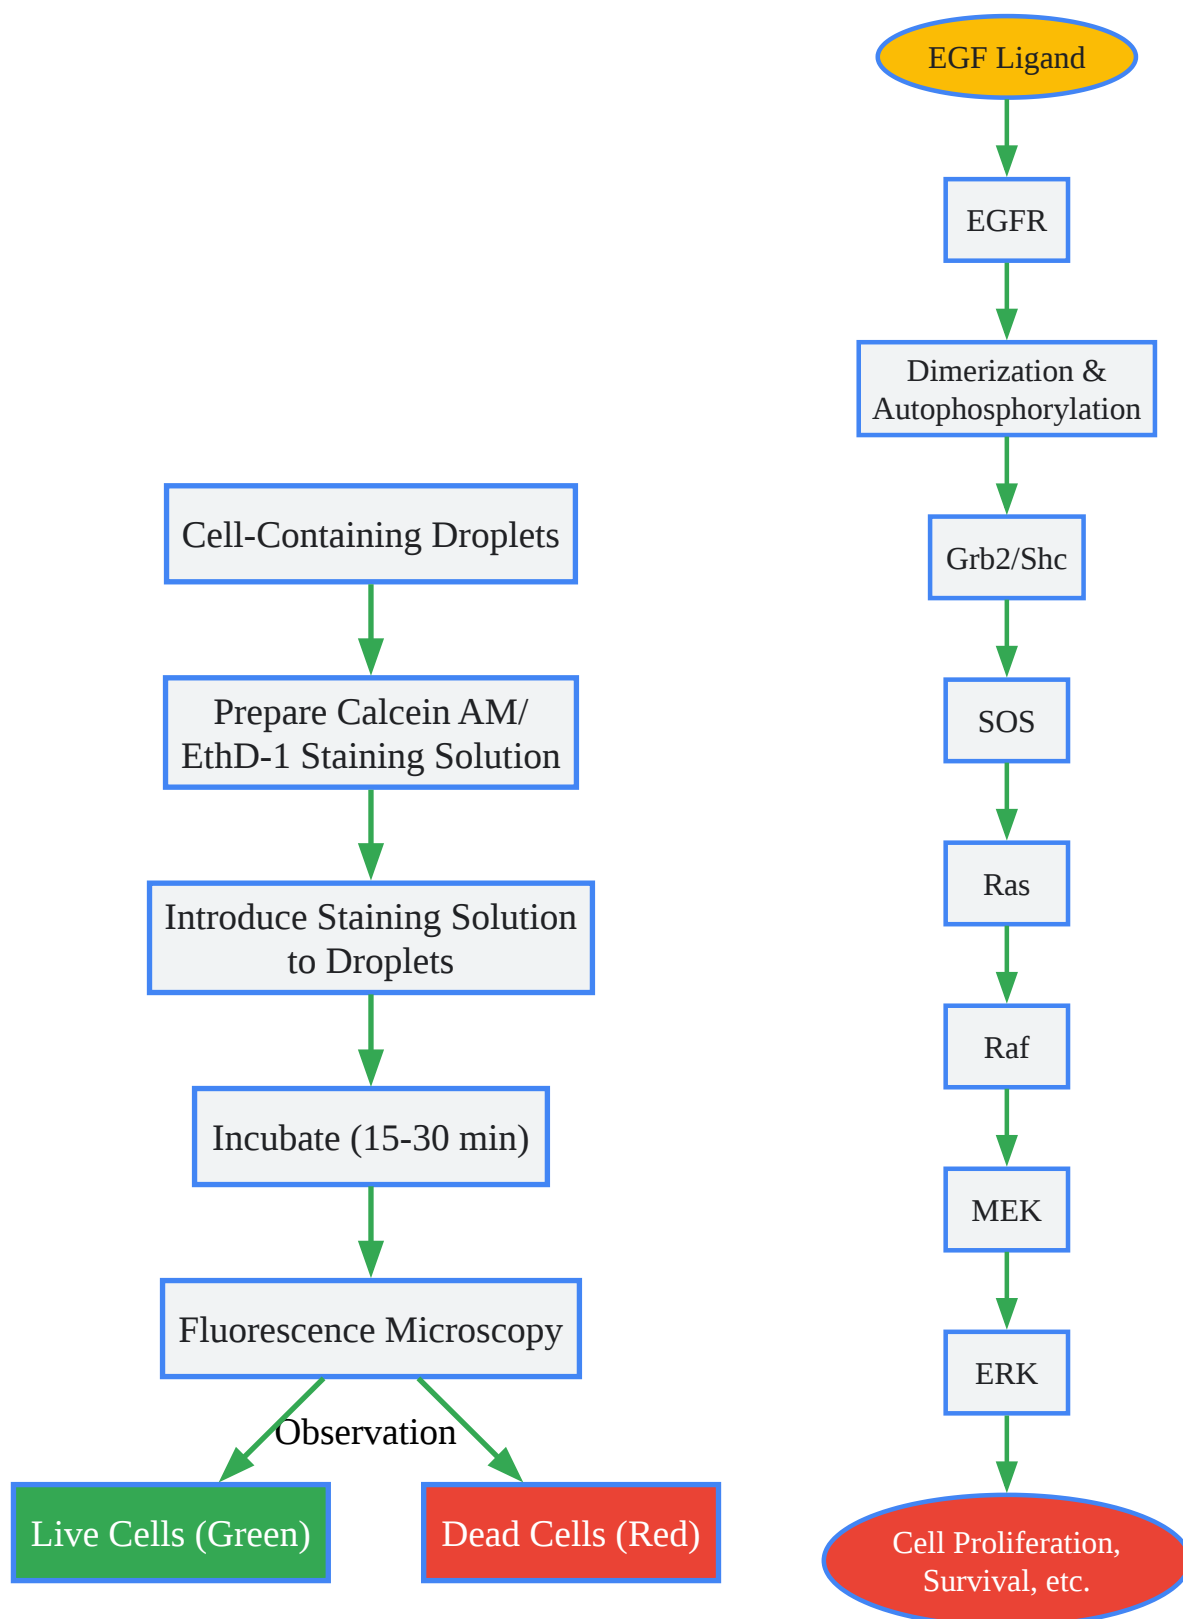 Cell-Containing Droplets
Prepare Calcein AM/
EthD-1 Staining Solution
Introduce Staining Solution
to Droplets
Incubate (15-30 min)
Fluorescence Microscopy
Observation
Live Cells (Green)
Dead Cells (Red)
EGF Ligand
EGFR
Dimerization &
Autophosphorylation
Grb2/Shc
SOS
Ras
Raf
MEK
ERK
Cell Proliferation,
Survival, etc.